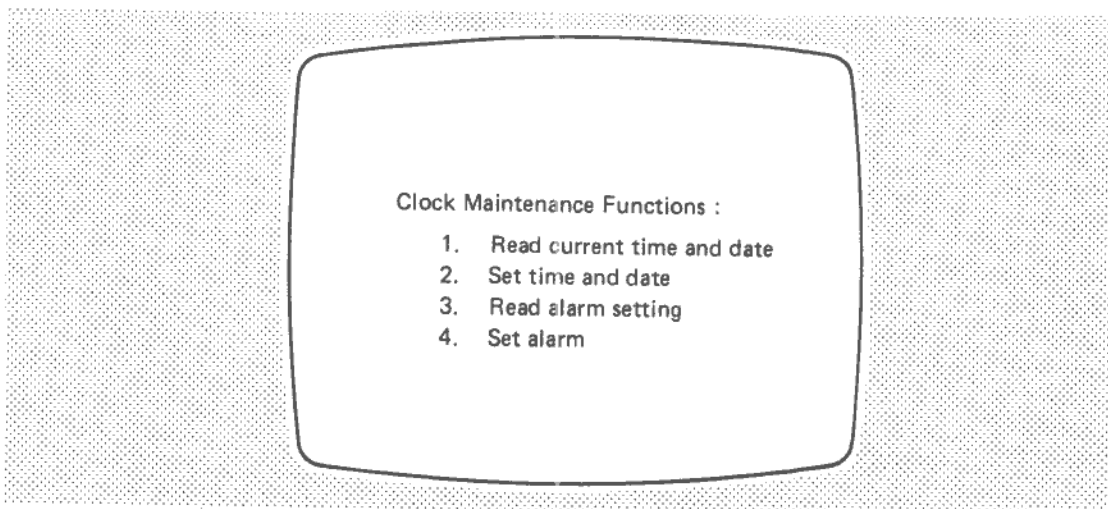 Clock Maintenance Functions :
1. Read current time and date
2. Set time and date
3. Read alarm setting
4. Set alarm